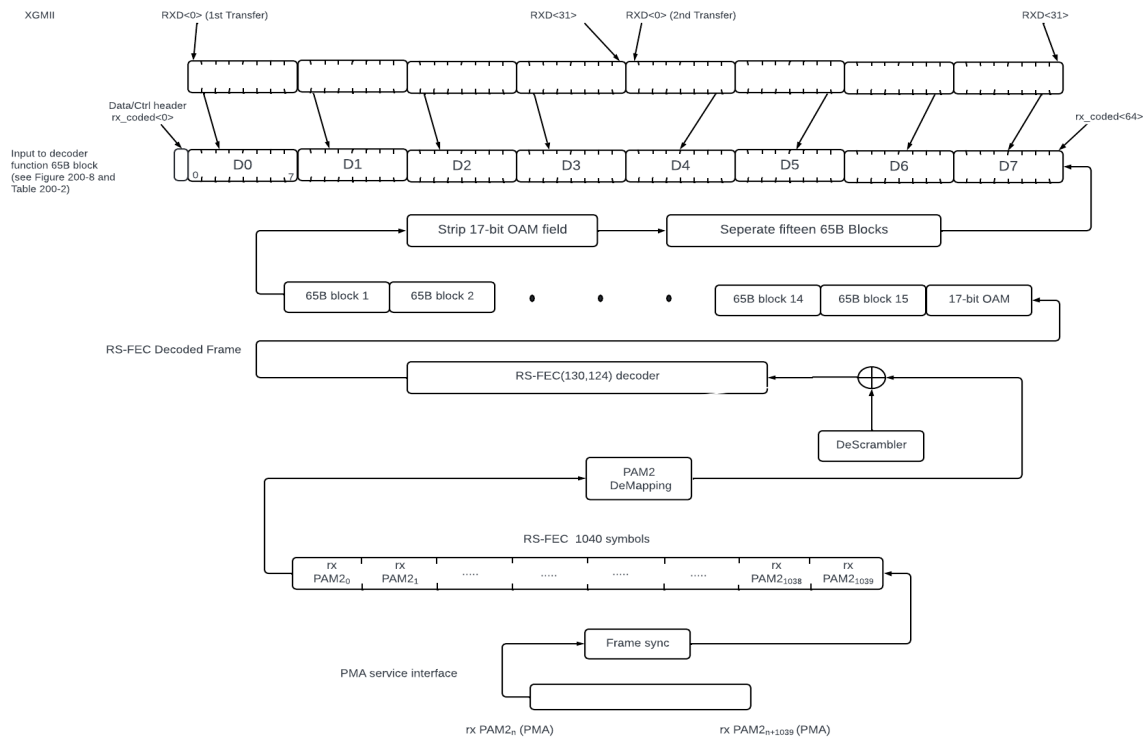 XGMII
RXD<0> (1st Transfer)
RXD<31>
RXD<0> (2nd Transfer)
RXD<31>
Data/Ctrl header
rx_coded<0>
rx_coded<64>
Input to decoder
function 65B block
(see Figure 200-8 and
Table 200-2)
D0
D1
D2
D3
D4
D5
D6
D7
0
7
Strip 17-bit OAM field
Seperate fifteen 65B Blocks
65B block 1
65B block 2
65B block 14
65B block 15
17-bit OAM
RS-FEC Decoded Frame
RS-FEC(130,124) decoder
DeScrambler
PAM2
DeMapping
RS-FEC 1040 symbols
rx
PAM2₀
rx
PAM2₁
.....
.....
.....
.....
rx
PAM2₁₀₃₈
rx
PAM2₁₀₃₉
Frame sync
PMA service interface
rx PAM2ₙ (PMA)
rx PAM2ₙ₊₁₀₃₉ (PMA)